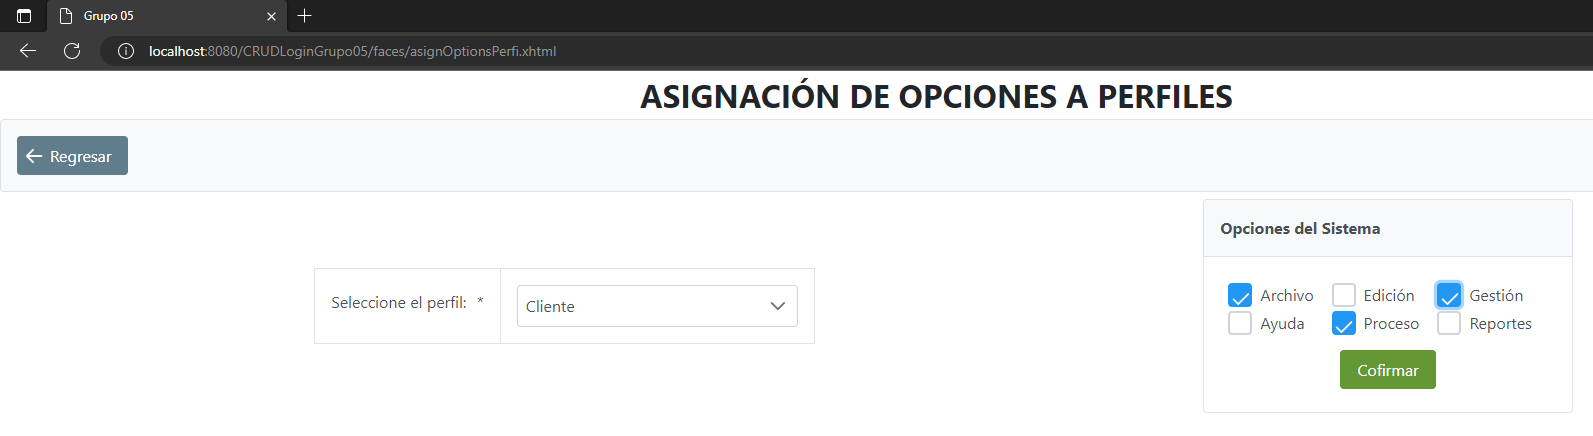 Grupo 05
localhost:8080/CRUDLoginGrupo05/faces/asignOptionsPerfi.xhtml
ASIGNACIÓN DE OPCIONES A PERFILES
Regresar
Opciones del Sistema
Seleccione el perfil: *
Cliente
Archivo Edición Gestión
Ayuda Proceso Reportes
Cofirmar